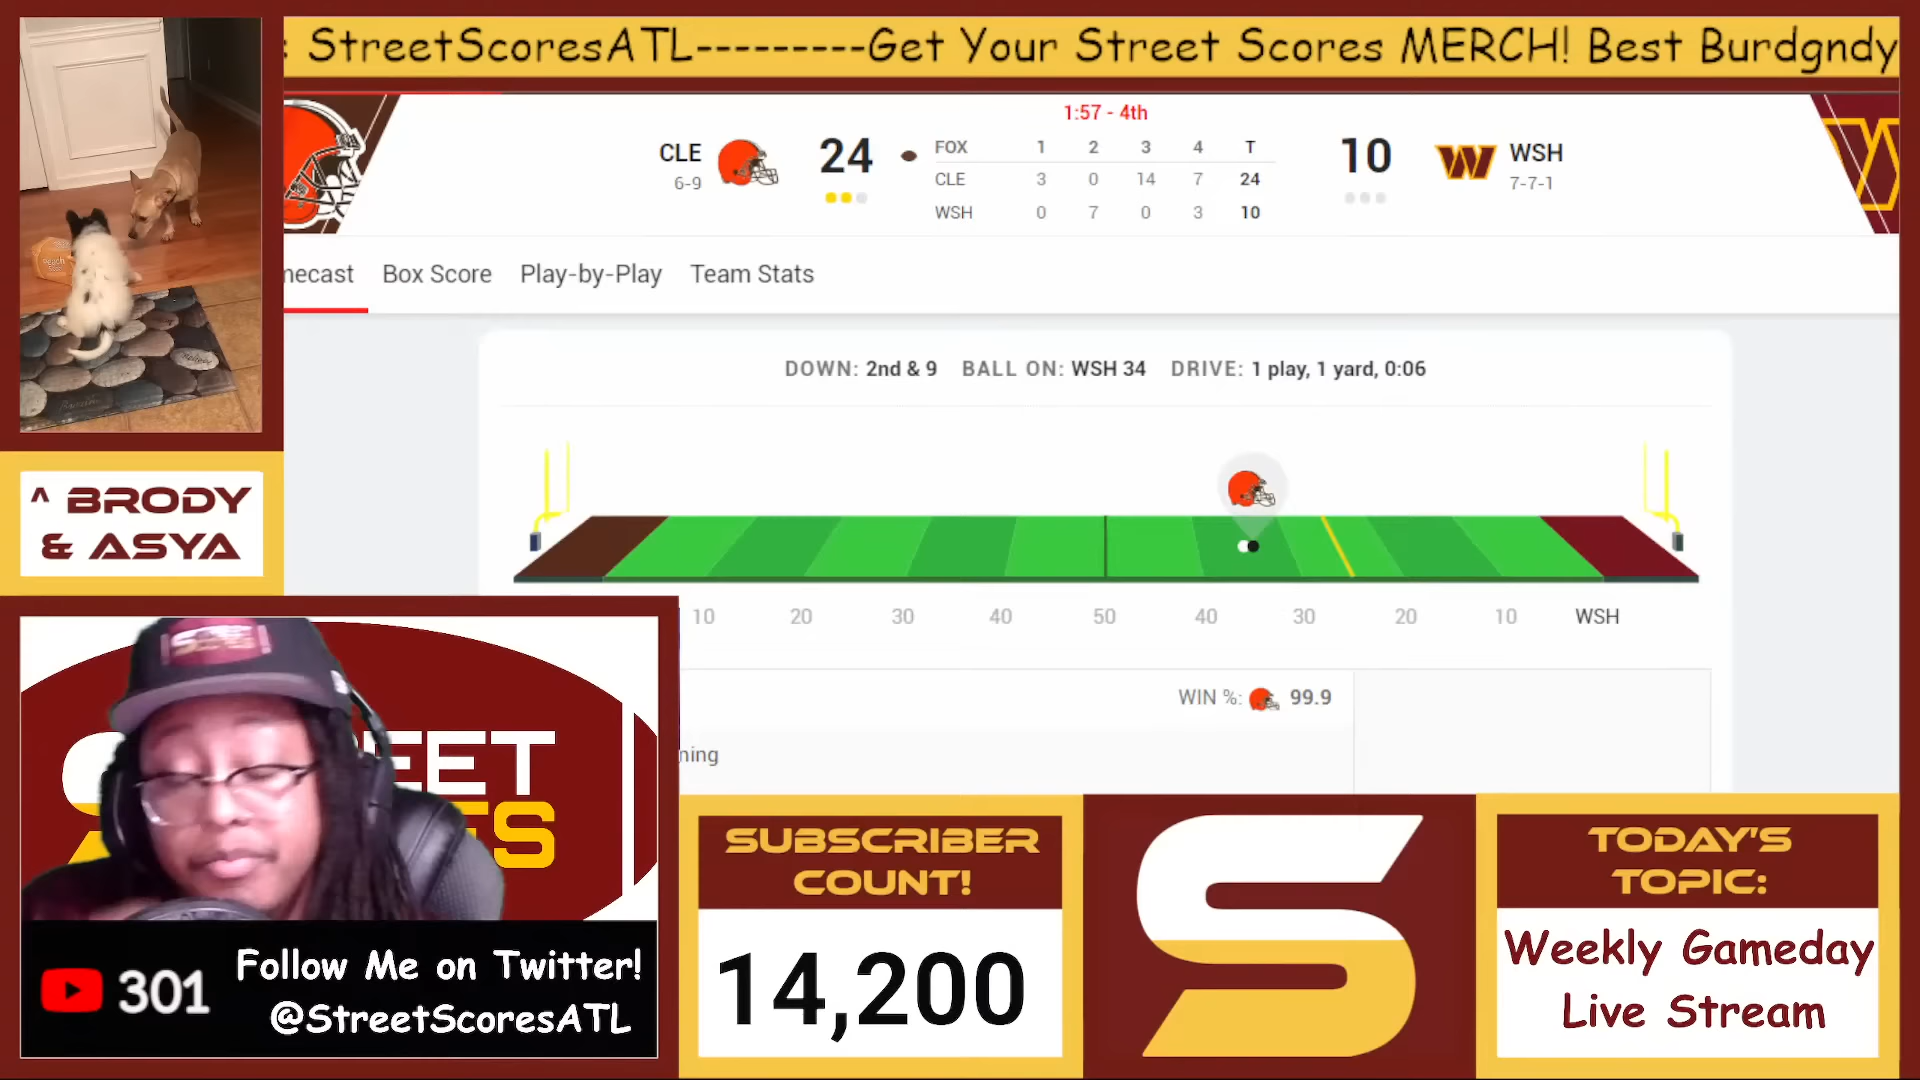 : StreetScoresATL---------Get Your Street Scores MERCH! Best Burdgndy
1:57 - 4th
CLE 24 FOX 1 2 3 4 T 10 WSH
6-9 CLE 3 0 14 7 24 7-7-1
WSH 0 7 0 3 10
necast Box Score Play-by-Play Team Stats
DOWN: 2nd & 9 BALL ON: WSH 34 DRIVE: 1 play, 1 yard, 0:06
^ BRODY
& ASYA
10 20 30 40 50 40 30 20 10 WSH
WIN %: 99.9
ning
STREET
SCORES
SUBSCRIBER
COUNT!
14,200
TODAY'S
TOPIC:
Weekly Gameday
Live Stream
301 Follow Me on Twitter!
@StreetScoresATL